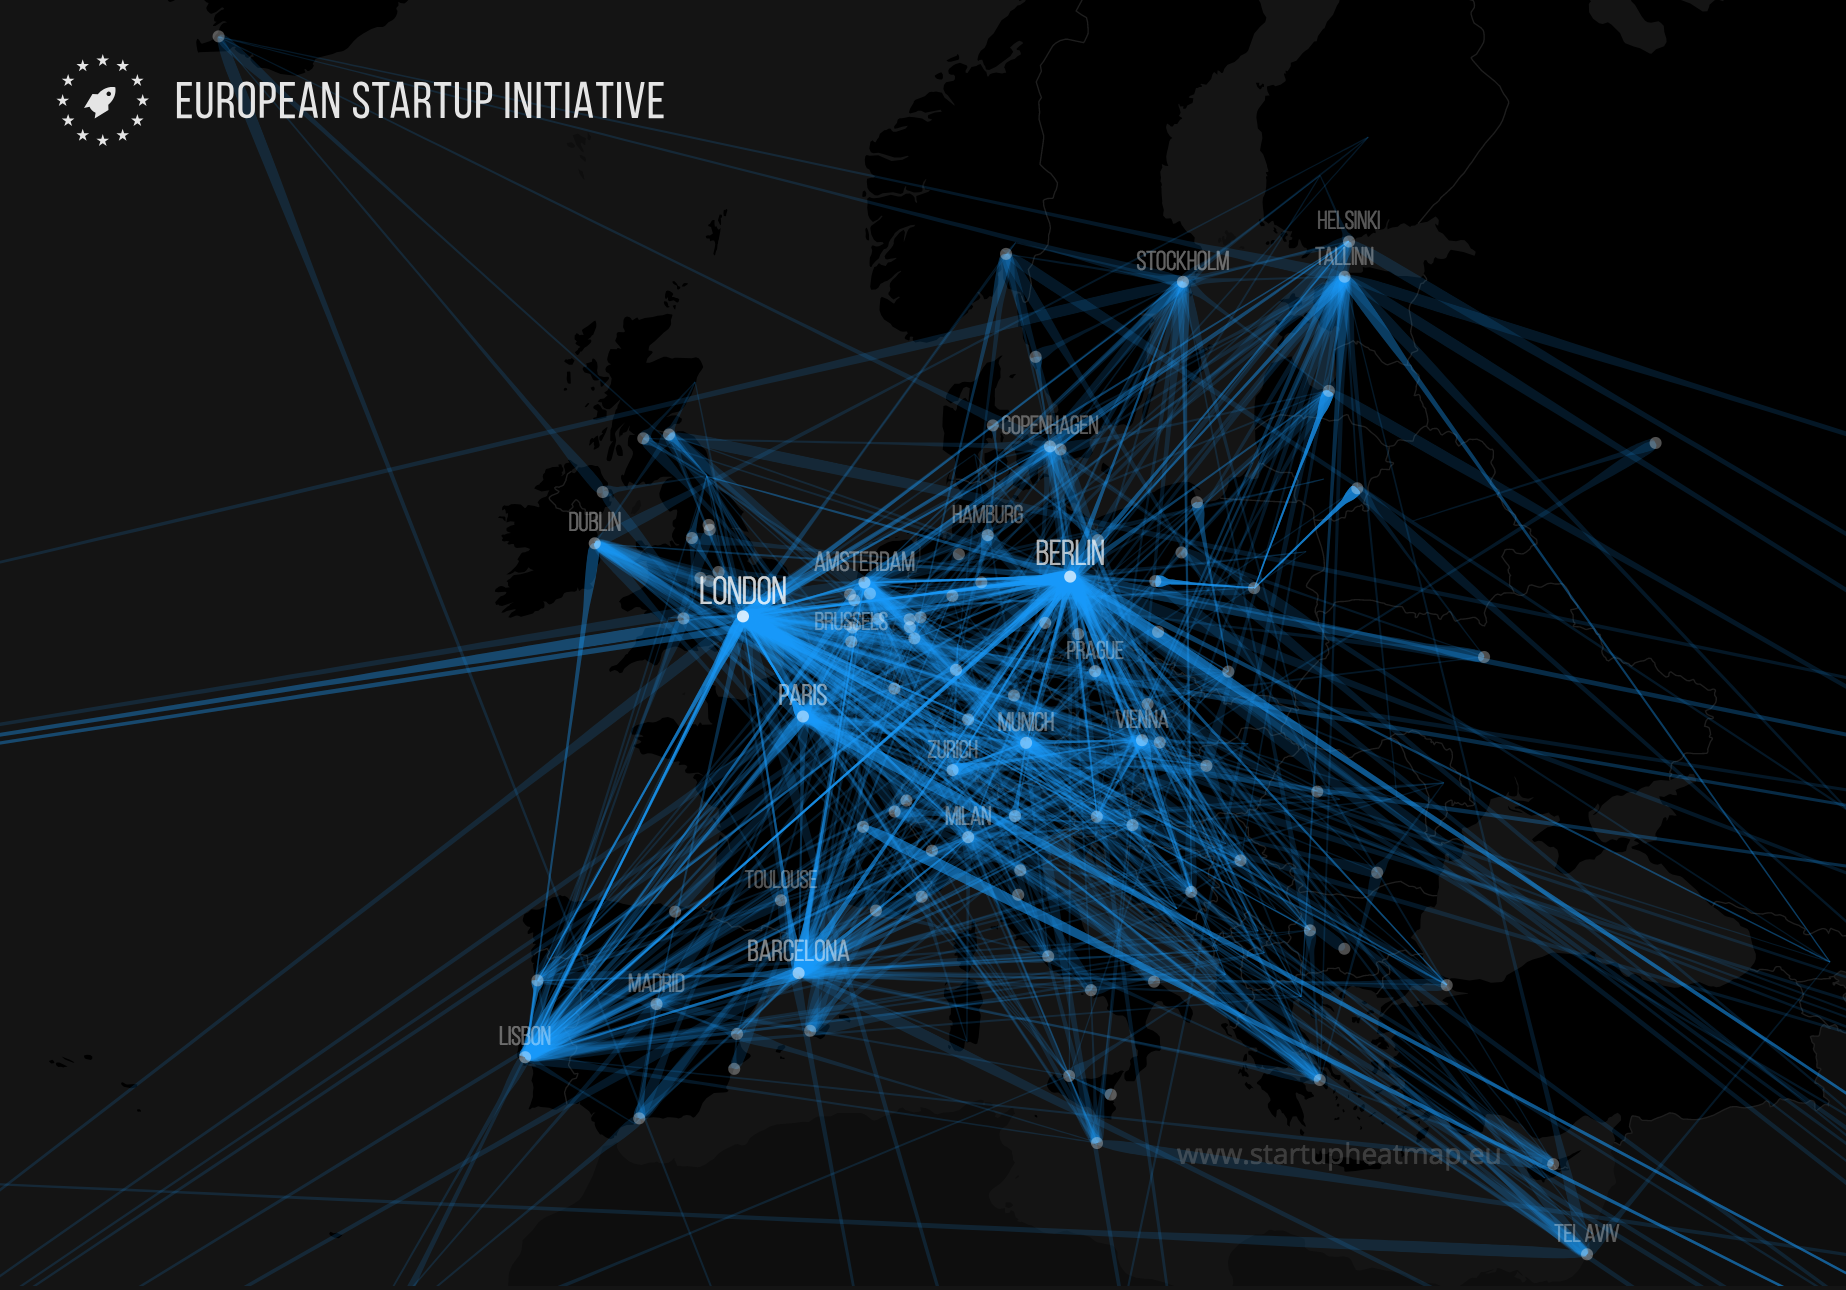 EUROPEAN STARTUP INITIATIVE
HELSINKI
STOCKHOLM
TALLINN
COPENHAGEN
HAMBURG
DUBLIN
BERLIN
AMSTERDAM
LONDON
BRUSSELS
PRAGUE
PARIS
MUNICH
VIENNA
ZURICH
MILAN
TOULOUSE
BARCELONA
MADRID
LISBON
www.startupheatmap.eu
TEL AVIV